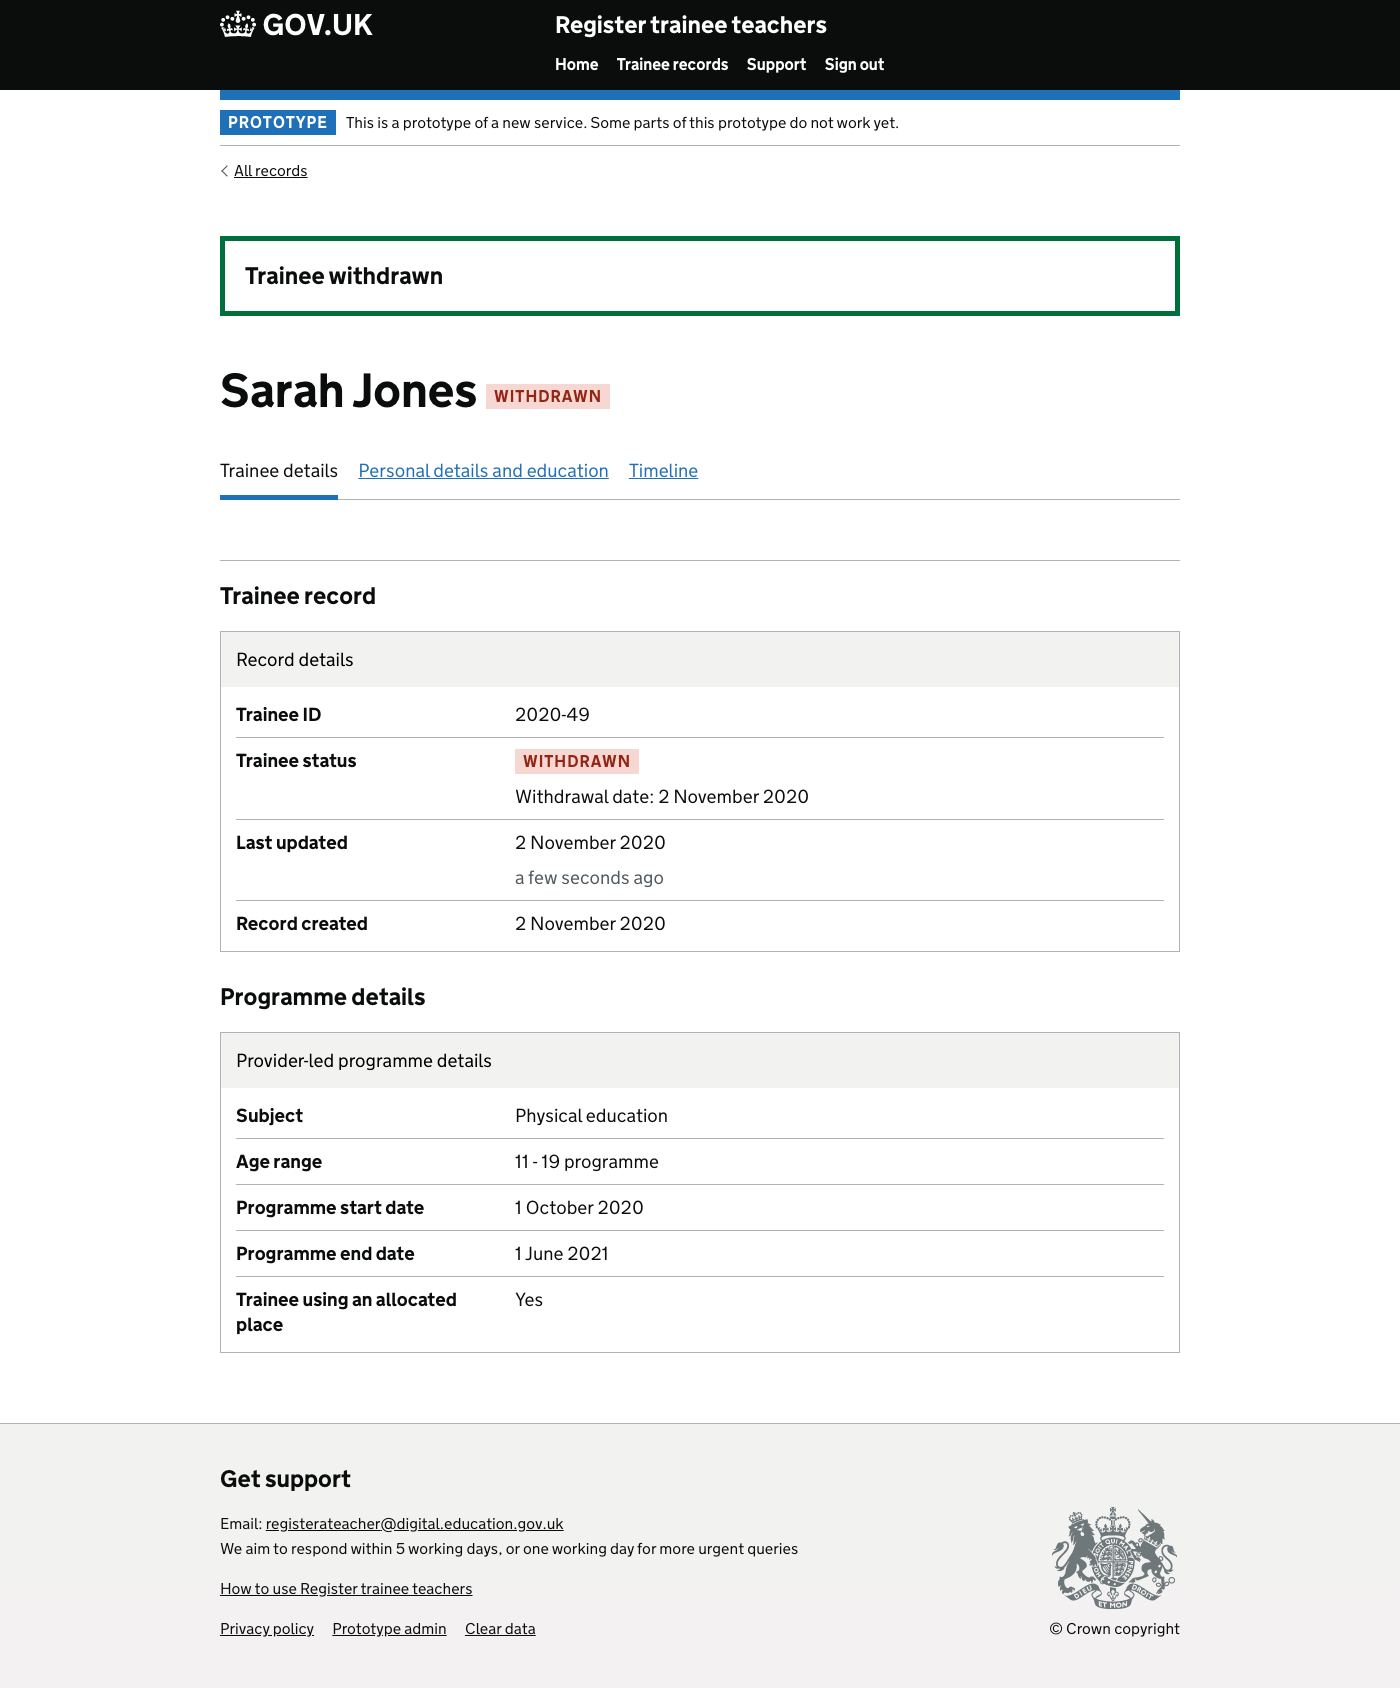 GOV.UK
Register trainee teachers
Home Trainee records Support Sign out
PROTOTYPE This is a prototype of a new service. Some parts of this prototype do not work yet.
All records
Trainee withdrawn
Sarah Jones WITHDRAWN
Trainee details Personal details and education Timeline
Trainee record
Record details
Trainee ID 2020-49
Trainee status WITHDRAWN
Withdrawal date: 2 November 2020
Last updated 2 November 2020
a few seconds ago
Record created 2 November 2020
Programme details
Provider-led programme details
Subject Physical education
Age range 11 - 19 programme
Programme start date 1 October 2020
Programme end date 1 June 2021
Trainee using an allocated Yes
place
Get support
Email: registerateacher@digital.education.gov.uk
We aim to respond within 5 working days, or one working day for more urgent queries
How to use Register trainee teachers
DIEU ET MON DROIT
Privacy policy Prototype admin Clear data
© Crown copyright